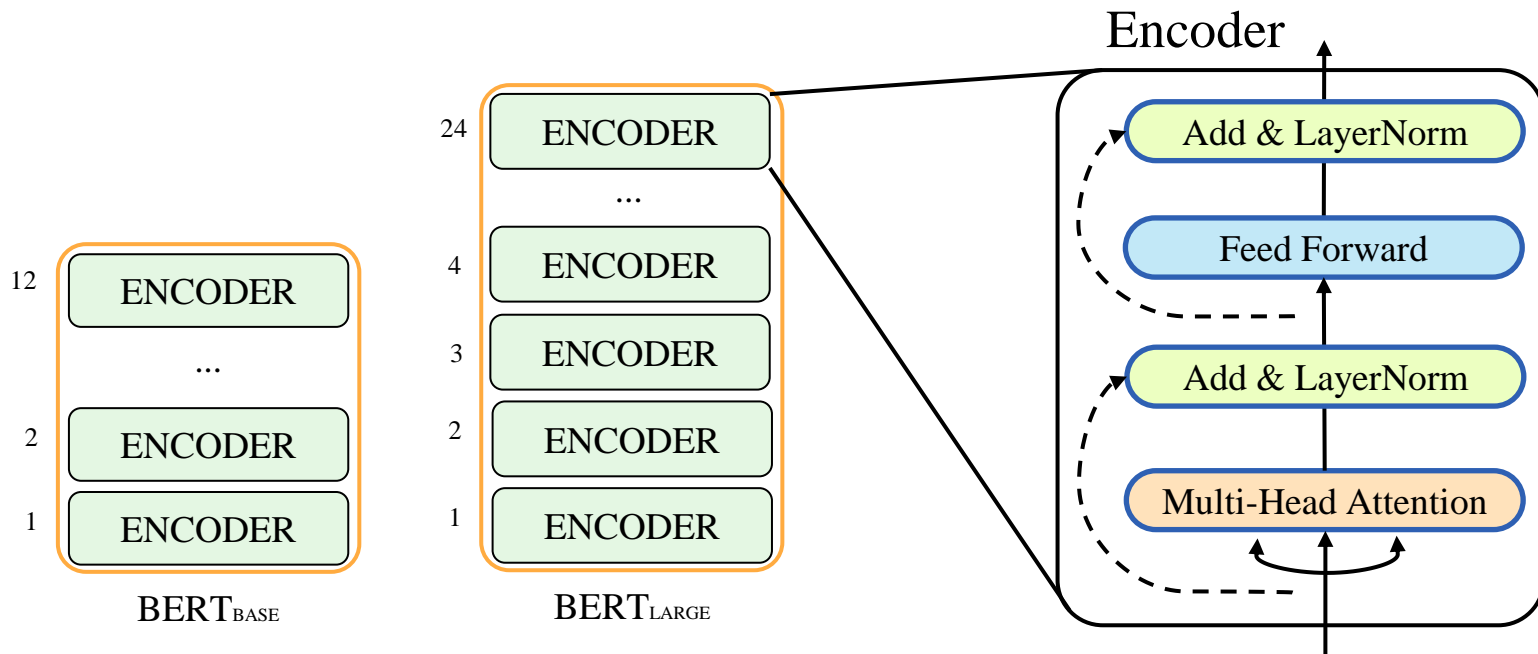 12
ENCODER
...
2
ENCODER
1
ENCODER
BERTBASE
24
ENCODER
...
4
ENCODER
3
ENCODER
2
ENCODER
1
ENCODER
BERTLARGE
Encoder
Add & LayerNorm
Feed Forward
Add & LayerNorm
Multi-Head Attention